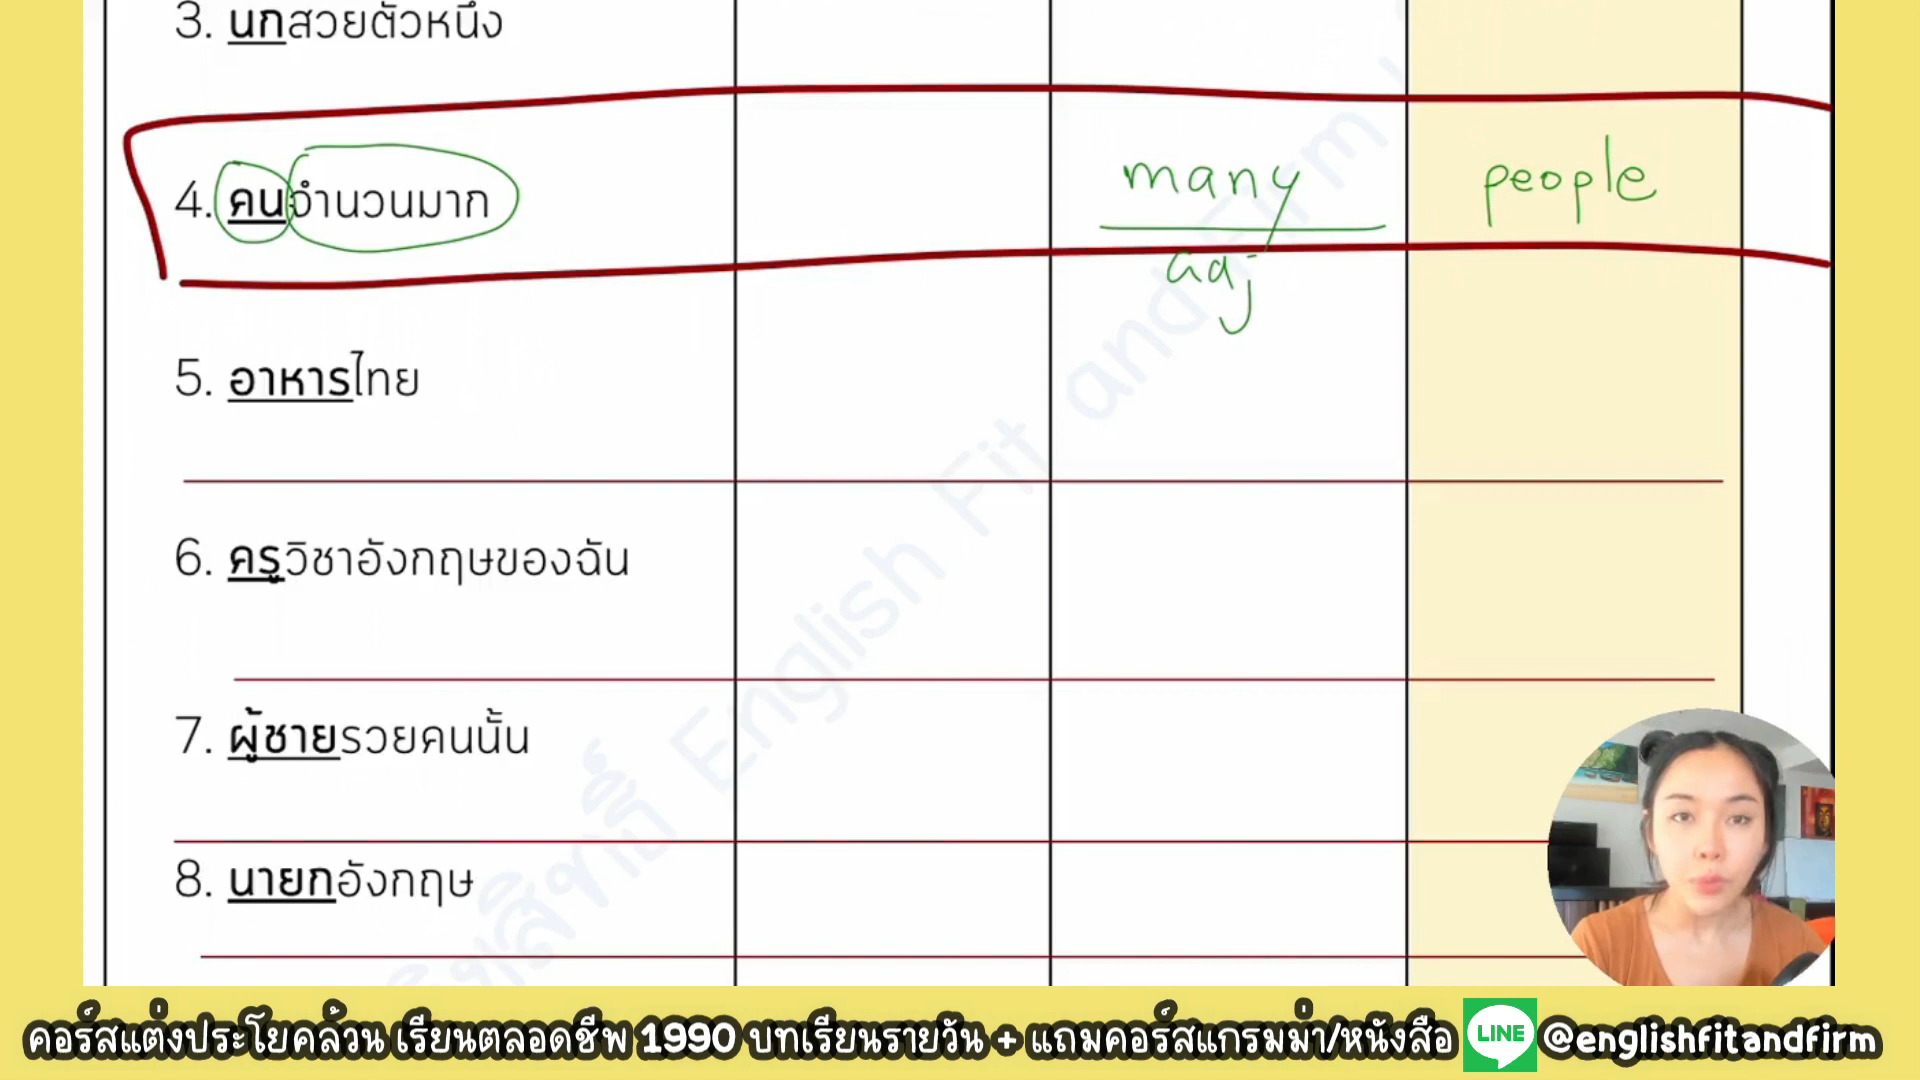 3. นกสวยตัวหนึ่ง
4. คนจำนวนมาก many people
adj
5. อาหารไทย
6. ครูวิชาอังกฤษของฉัน
7. ผู้ชายรวยคนนั้น
8. นายกอังกฤษ
English Fit and Firm
คอร์สแต่งประโยคล้วน เรียนตลอดชีพ 1990 บทเรียนรายวัน + แถมคอร์สแกรมม่า/หนังสือ LINE @englishfitandfirm